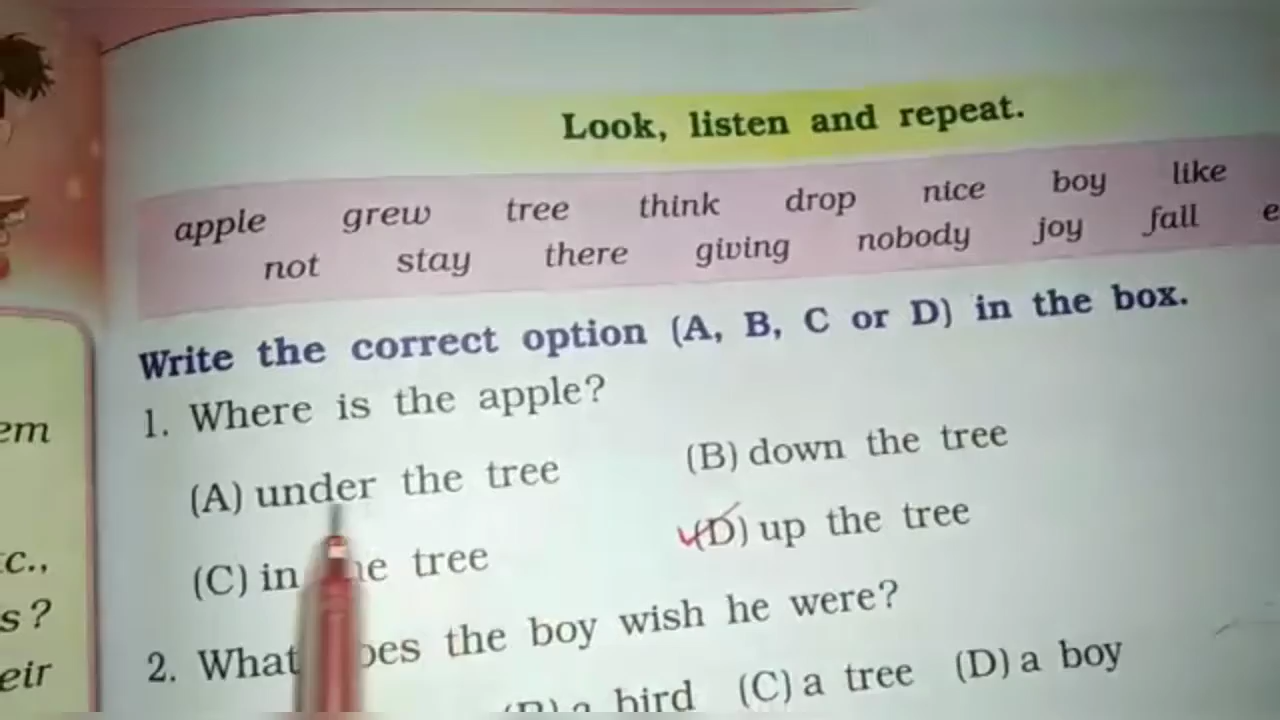 Look, listen and repeat.
apple grew tree think drop nice boy like
not stay there giving nobody joy fall
Write the correct option (A, B, C or D) in the box.
1. Where is the apple?
(A) under the tree (B) down the tree
(C) in tree (D) up the tree
2. What the boy wish he were?
bird (C) a tree (D) a boy
em
c.,
s?
eir